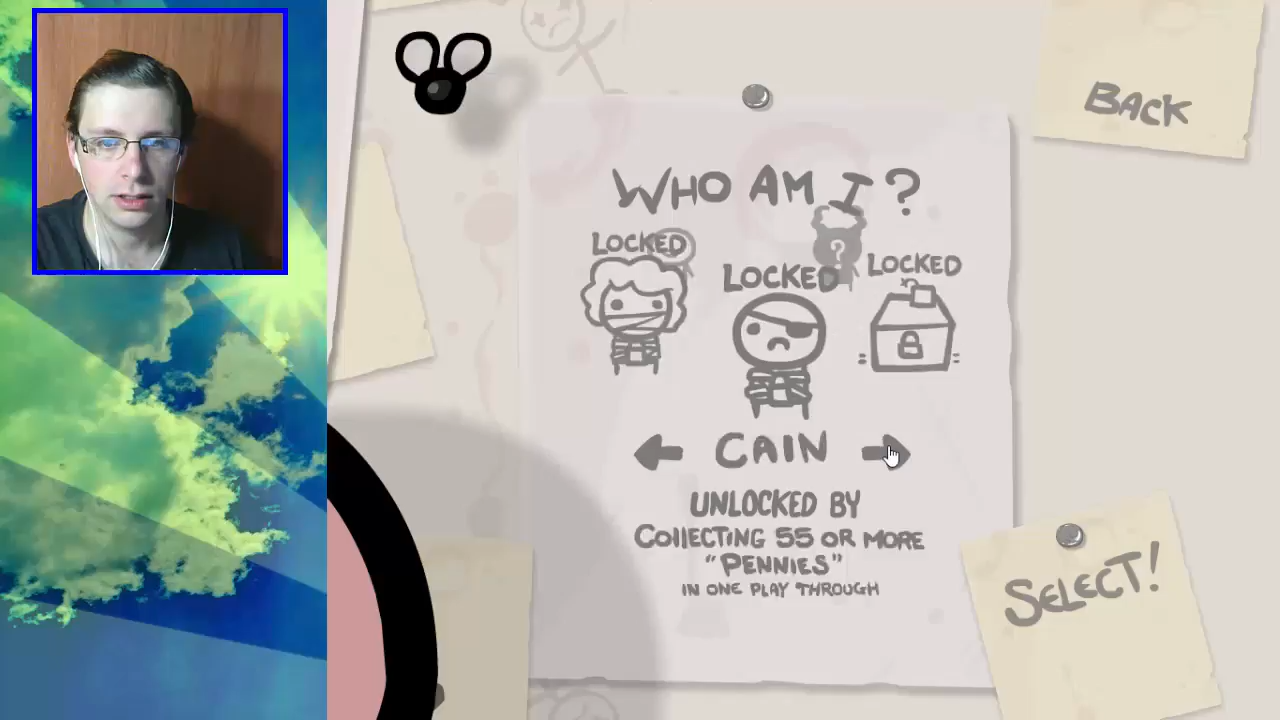 BACK
WHO AM I?
LOCKED
LOCKED
LOCKED
?
CAIN
UNLOCKED BY
COLLECTING 55 OR MORE
"PENNIES"
IN ONE PLAY THROUGH
SELECT!